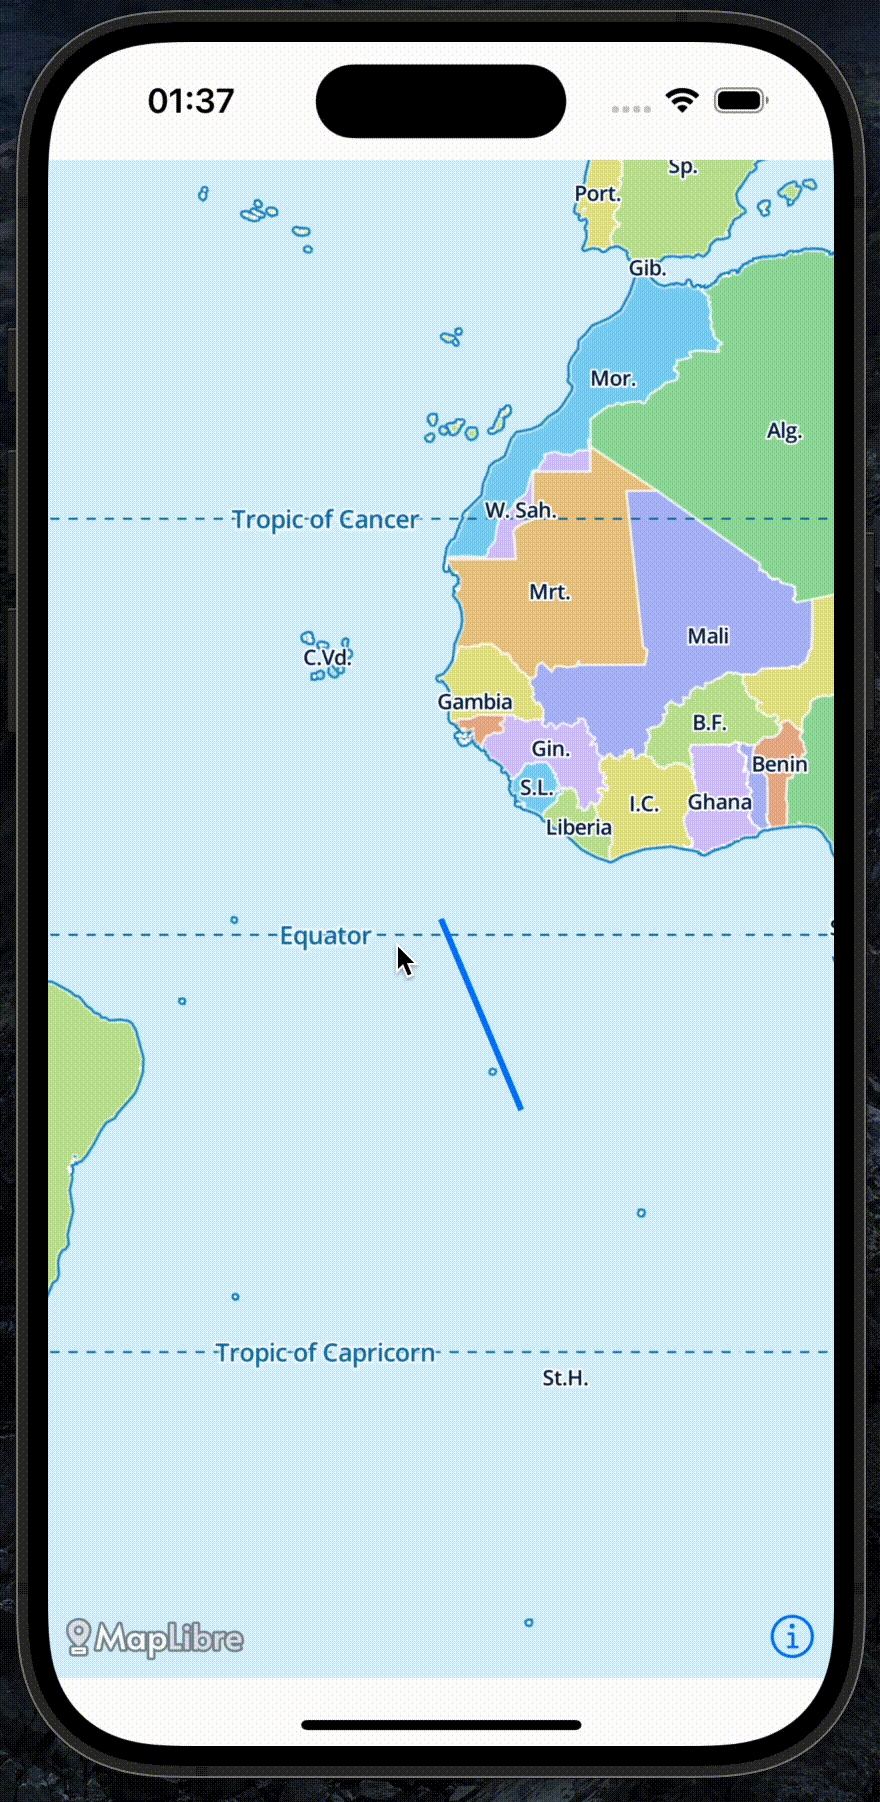 01:37
Sp.
Port.
Gib.
Mor.
Alg.
W. Sah.
Tropic of Cancer
Mrt.
Mali
C.Vd.
Gambia
B.F.
Gin.
Benin
S.L.
I.C.
Ghana
Liberia
Equator
Tropic of Capricorn
St.H.
MapLibre